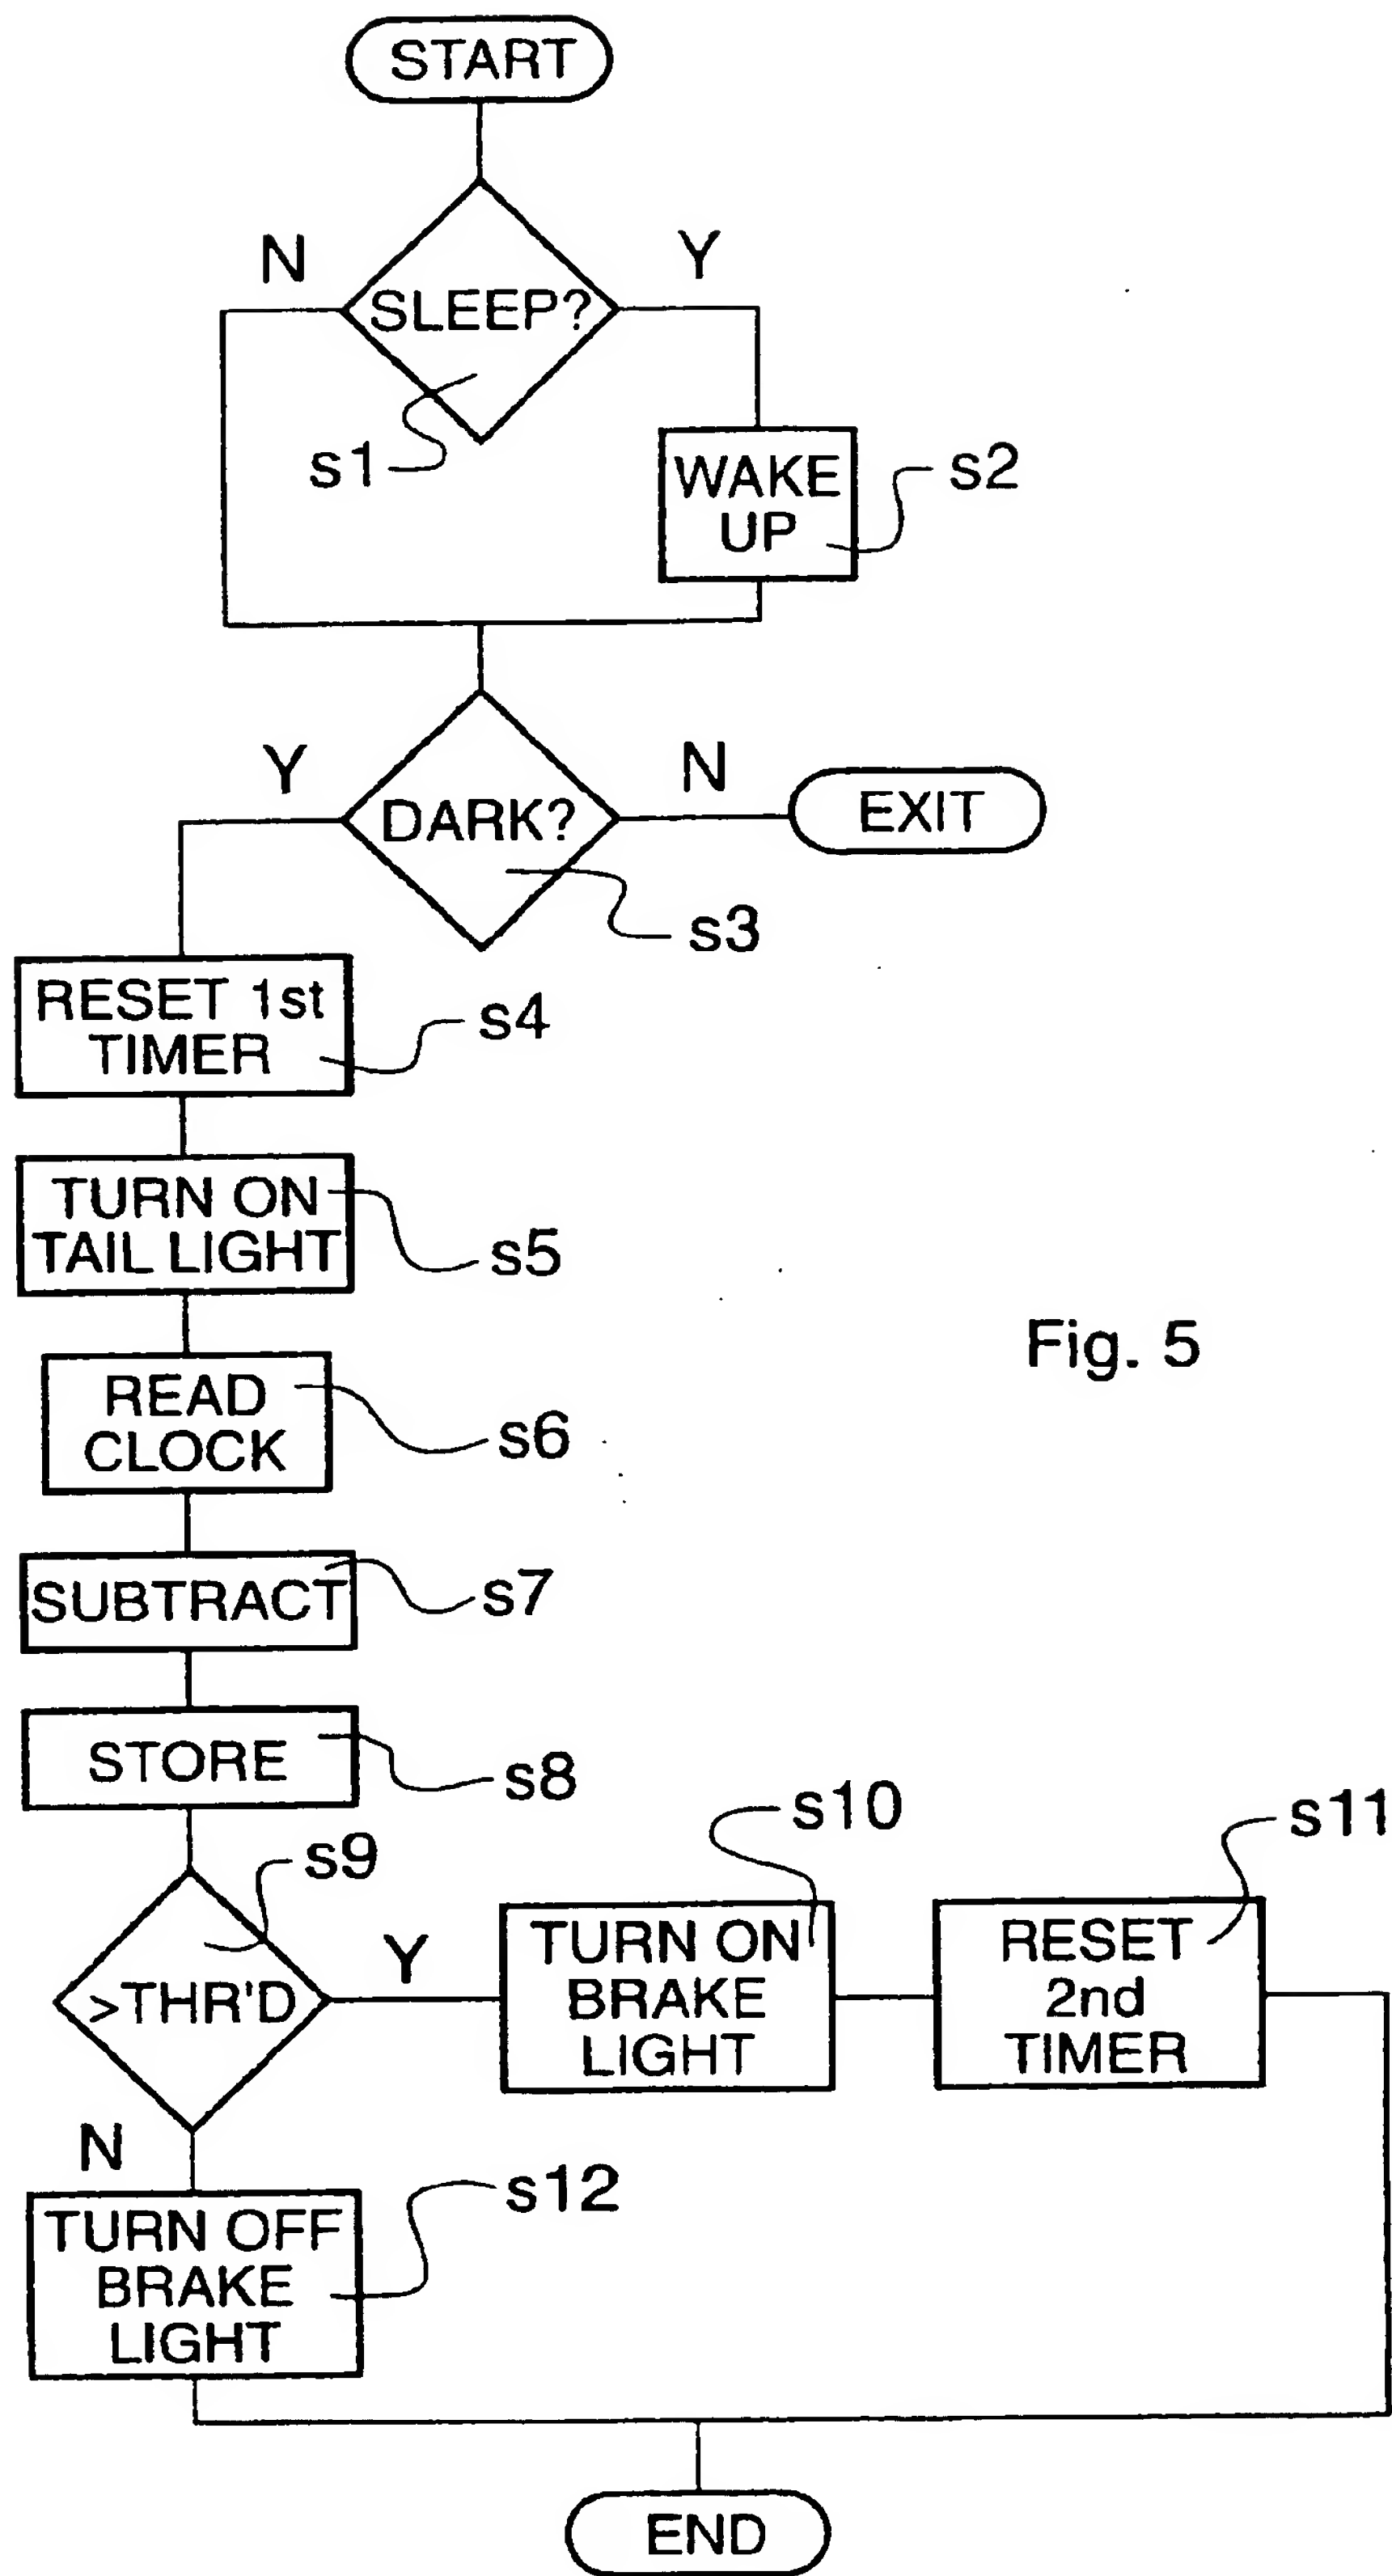 START
N
Y
SLEEP?
s1
WAKE
UP
s2
Y
N
DARK?
EXIT
s3
RESET 1st
TIMER
s4
TURN ON
TAIL LIGHT
s5
Fig. 5
READ
CLOCK
s6
SUBTRACT
s7
STORE
s8
s9
s10
s11
>THR'D
Y
TURN ON
BRAKE
LIGHT
RESET
2nd
TIMER
N
s12
TURN OFF
BRAKE
LIGHT
END